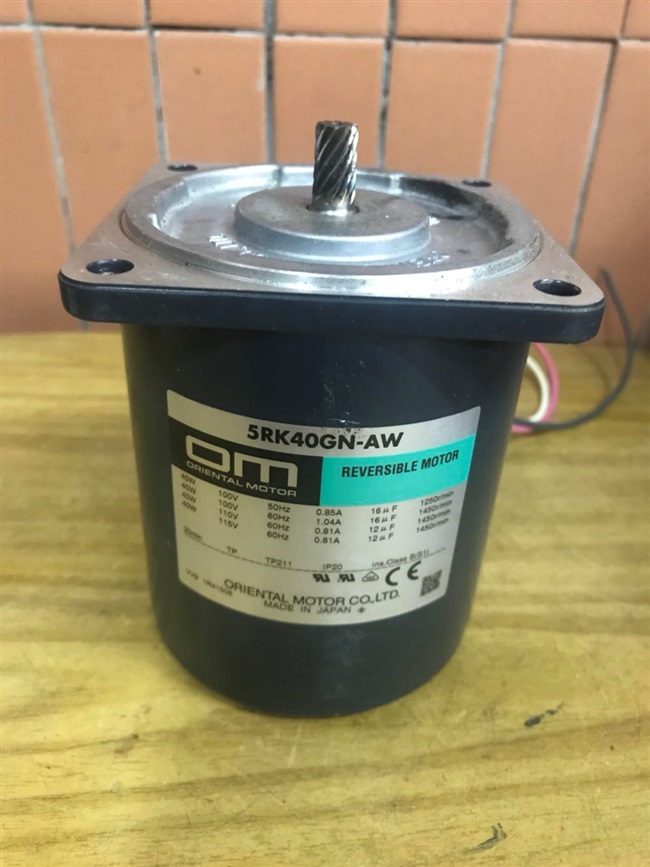 5RK40GN-AW
OM
ORIENTAL MOTOR
REVERSIBLE MOTOR
40W 100V 50Hz 0.85A 16μF 1250r/min
40W 100V 60Hz 1.04A 16μF 1450r/min
40W 110V 60Hz 0.81A 12μF 1450r/min
40W 115V 60Hz 0.81A 12μF 1450r/min
30min TP TP211 IP20 Ins.Class B(S1)
CE
ORIENTAL MOTOR CO.,LTD.
MADE IN JAPAN